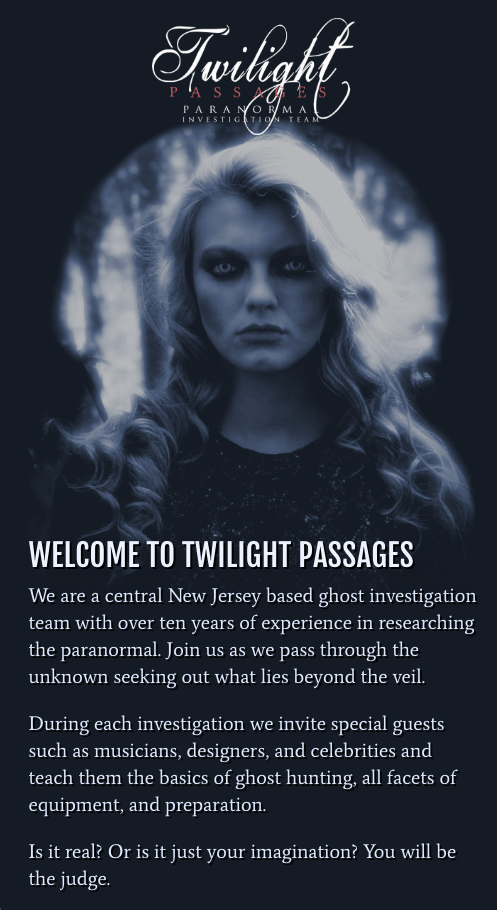 Twilight
PASSAGES
PARANORMAL
INVESTIGATION TEAM
WELCOME TO TWILIGHT PASSAGES
We are a central New Jersey based ghost investigation
team with over ten years of experience in researching
the paranormal. Join us as we pass through the
unknown seeking out what lies beyond the veil.
During each investigation we invite special guests
such as musicians, designers, and celebrities and
teach them the basics of ghost hunting, all facets of
equipment, and preparation.
Is it real? Or is it just your imagination? You will be
the judge.